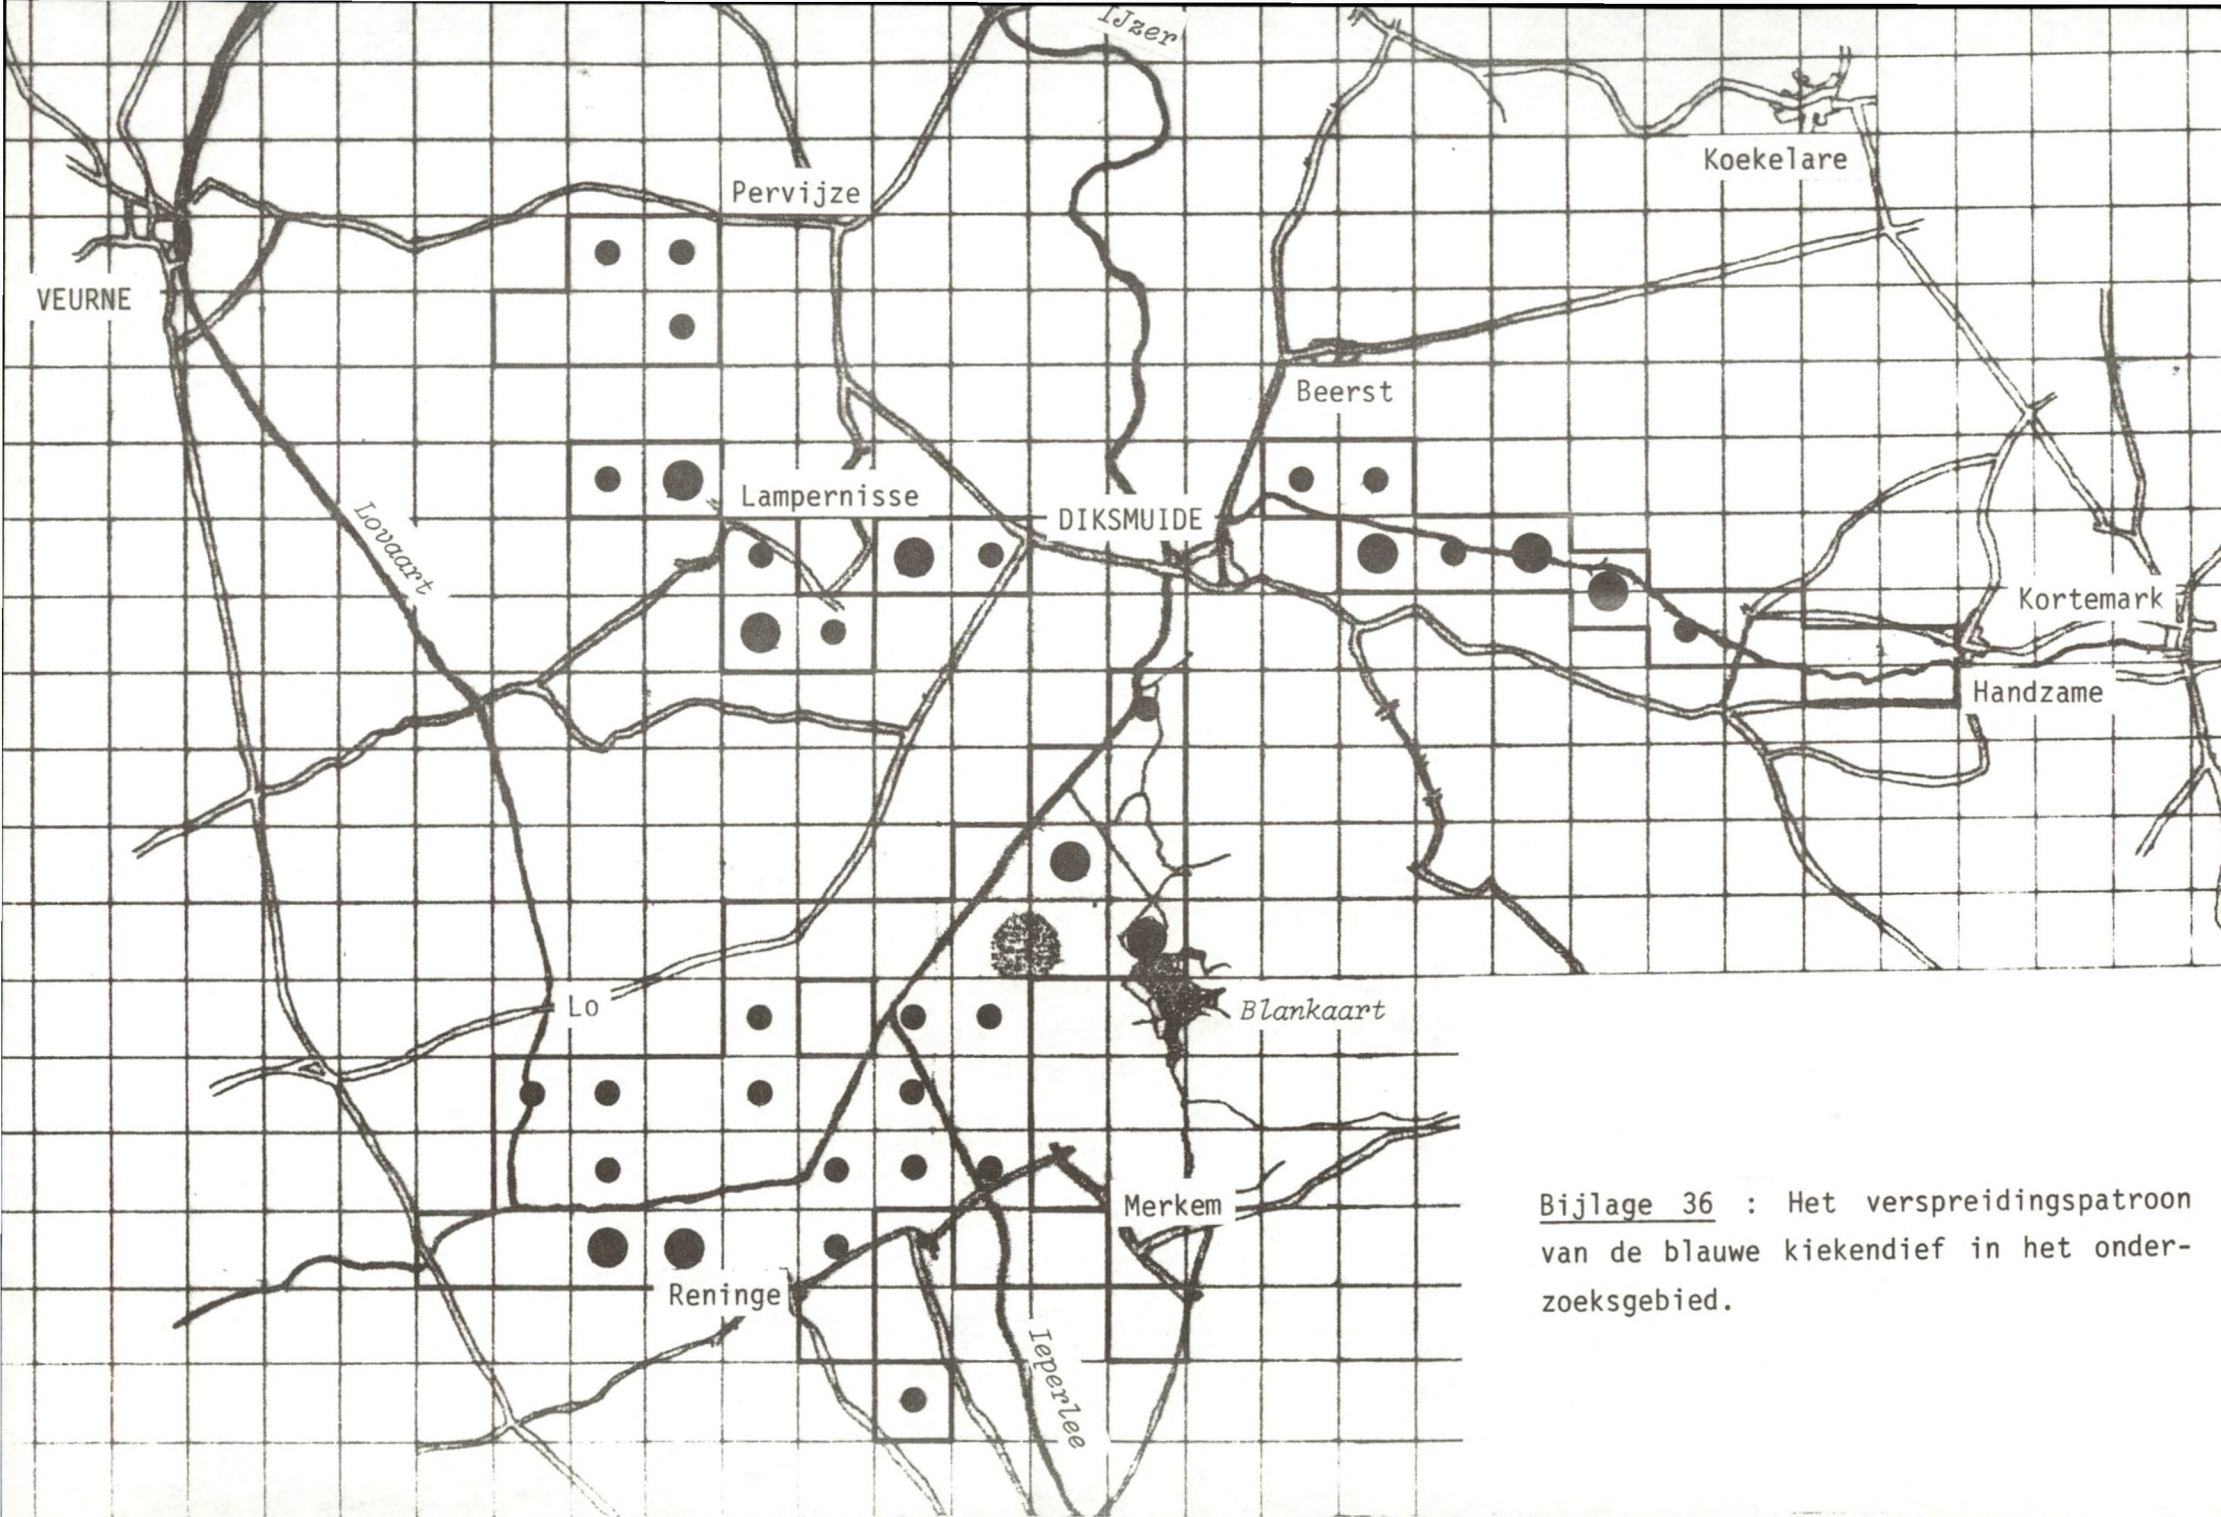 IJzer
Koekelare
Pervijze
VEURNE
Beerst
Lampernisse
DIKSMUIDE
Lovaart
Kortemark
Handzame
Lo
Blankaart
Merkem
Reninge
Ieperlee
Bijlage 36 : Het verspreidingspatroon
van de blauwe kiekendief in het onder-
zoeksgebied.